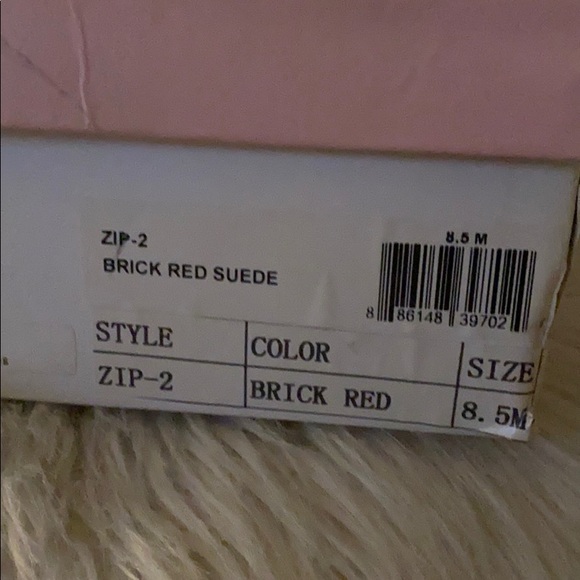 ZIP-2
BRICK RED SUEDE
8.5 M
8 86148 39702
STYLE COLOR SIZE
ZIP-2 BRICK RED 8.5M